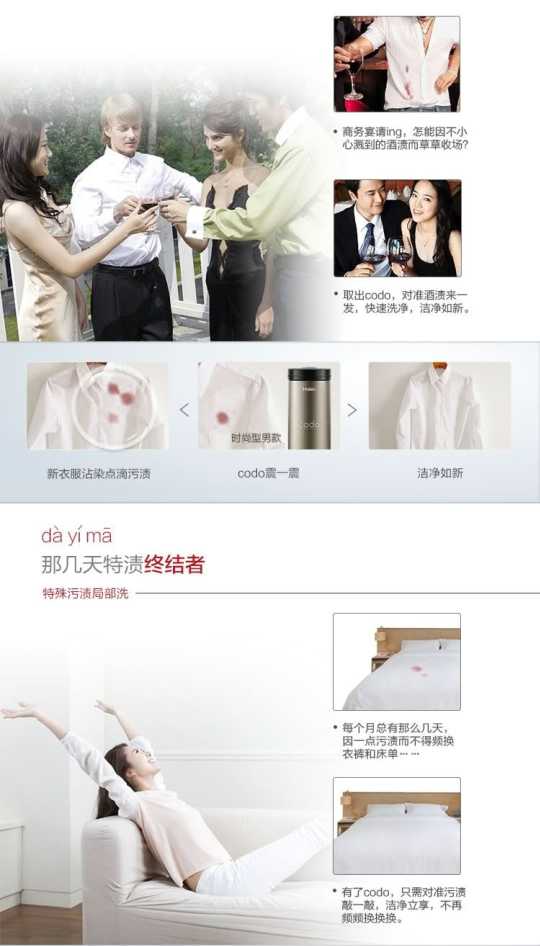 • 商务宴请ing，怎能因不小
心溅到的酒渍而草草收场?
• 取出codo，对准酒渍来一
发，快速洗净，洁净如新。
Haier
codo
时尚型男款
新衣服沾染点滴污渍
codo震一震
洁净如新
dà yí mā
那几天特渍终结者
特殊污渍局部洗
• 每个月总有那么几天，
因一点污渍而不得频换
衣裤和床单……
• 有了codo，只需对准污渍
敲一敲，洁净立享，不再
频频换换换。